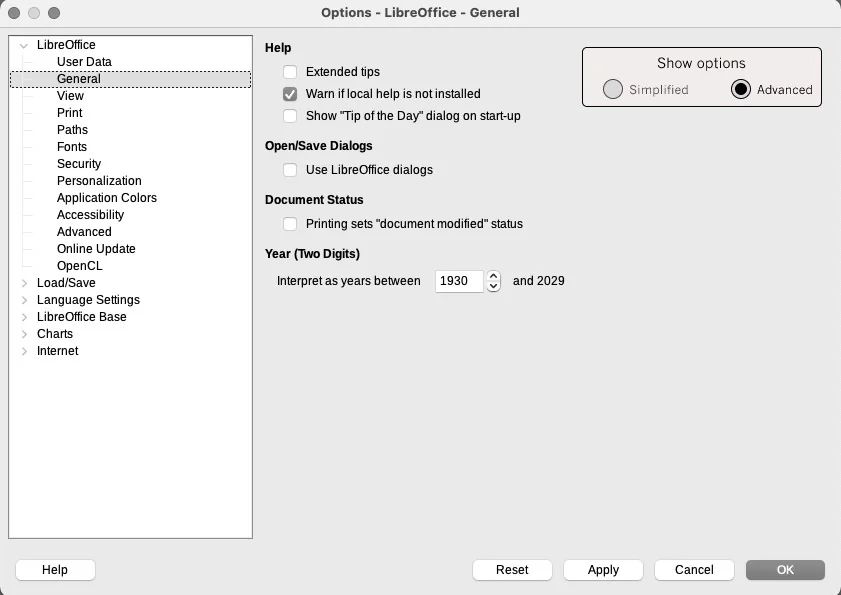 Options - LibreOffice - General
LibreOffice
User Data
General
View
Print
Paths
Fonts
Security
Personalization
Application Colors
Accessibility
Advanced
Online Update
OpenCL
Load/Save
Language Settings
LibreOffice Base
Charts
Internet
Help
Extended tips
Warn if local help is not installed
Show "Tip of the Day" dialog on start-up
Open/Save Dialogs
Use LibreOffice dialogs
Document Status
Printing sets "document modified" status
Year (Two Digits)
Interpret as years between 1930 and 2029
Show options
Simplified Advanced
Help Reset Apply Cancel OK